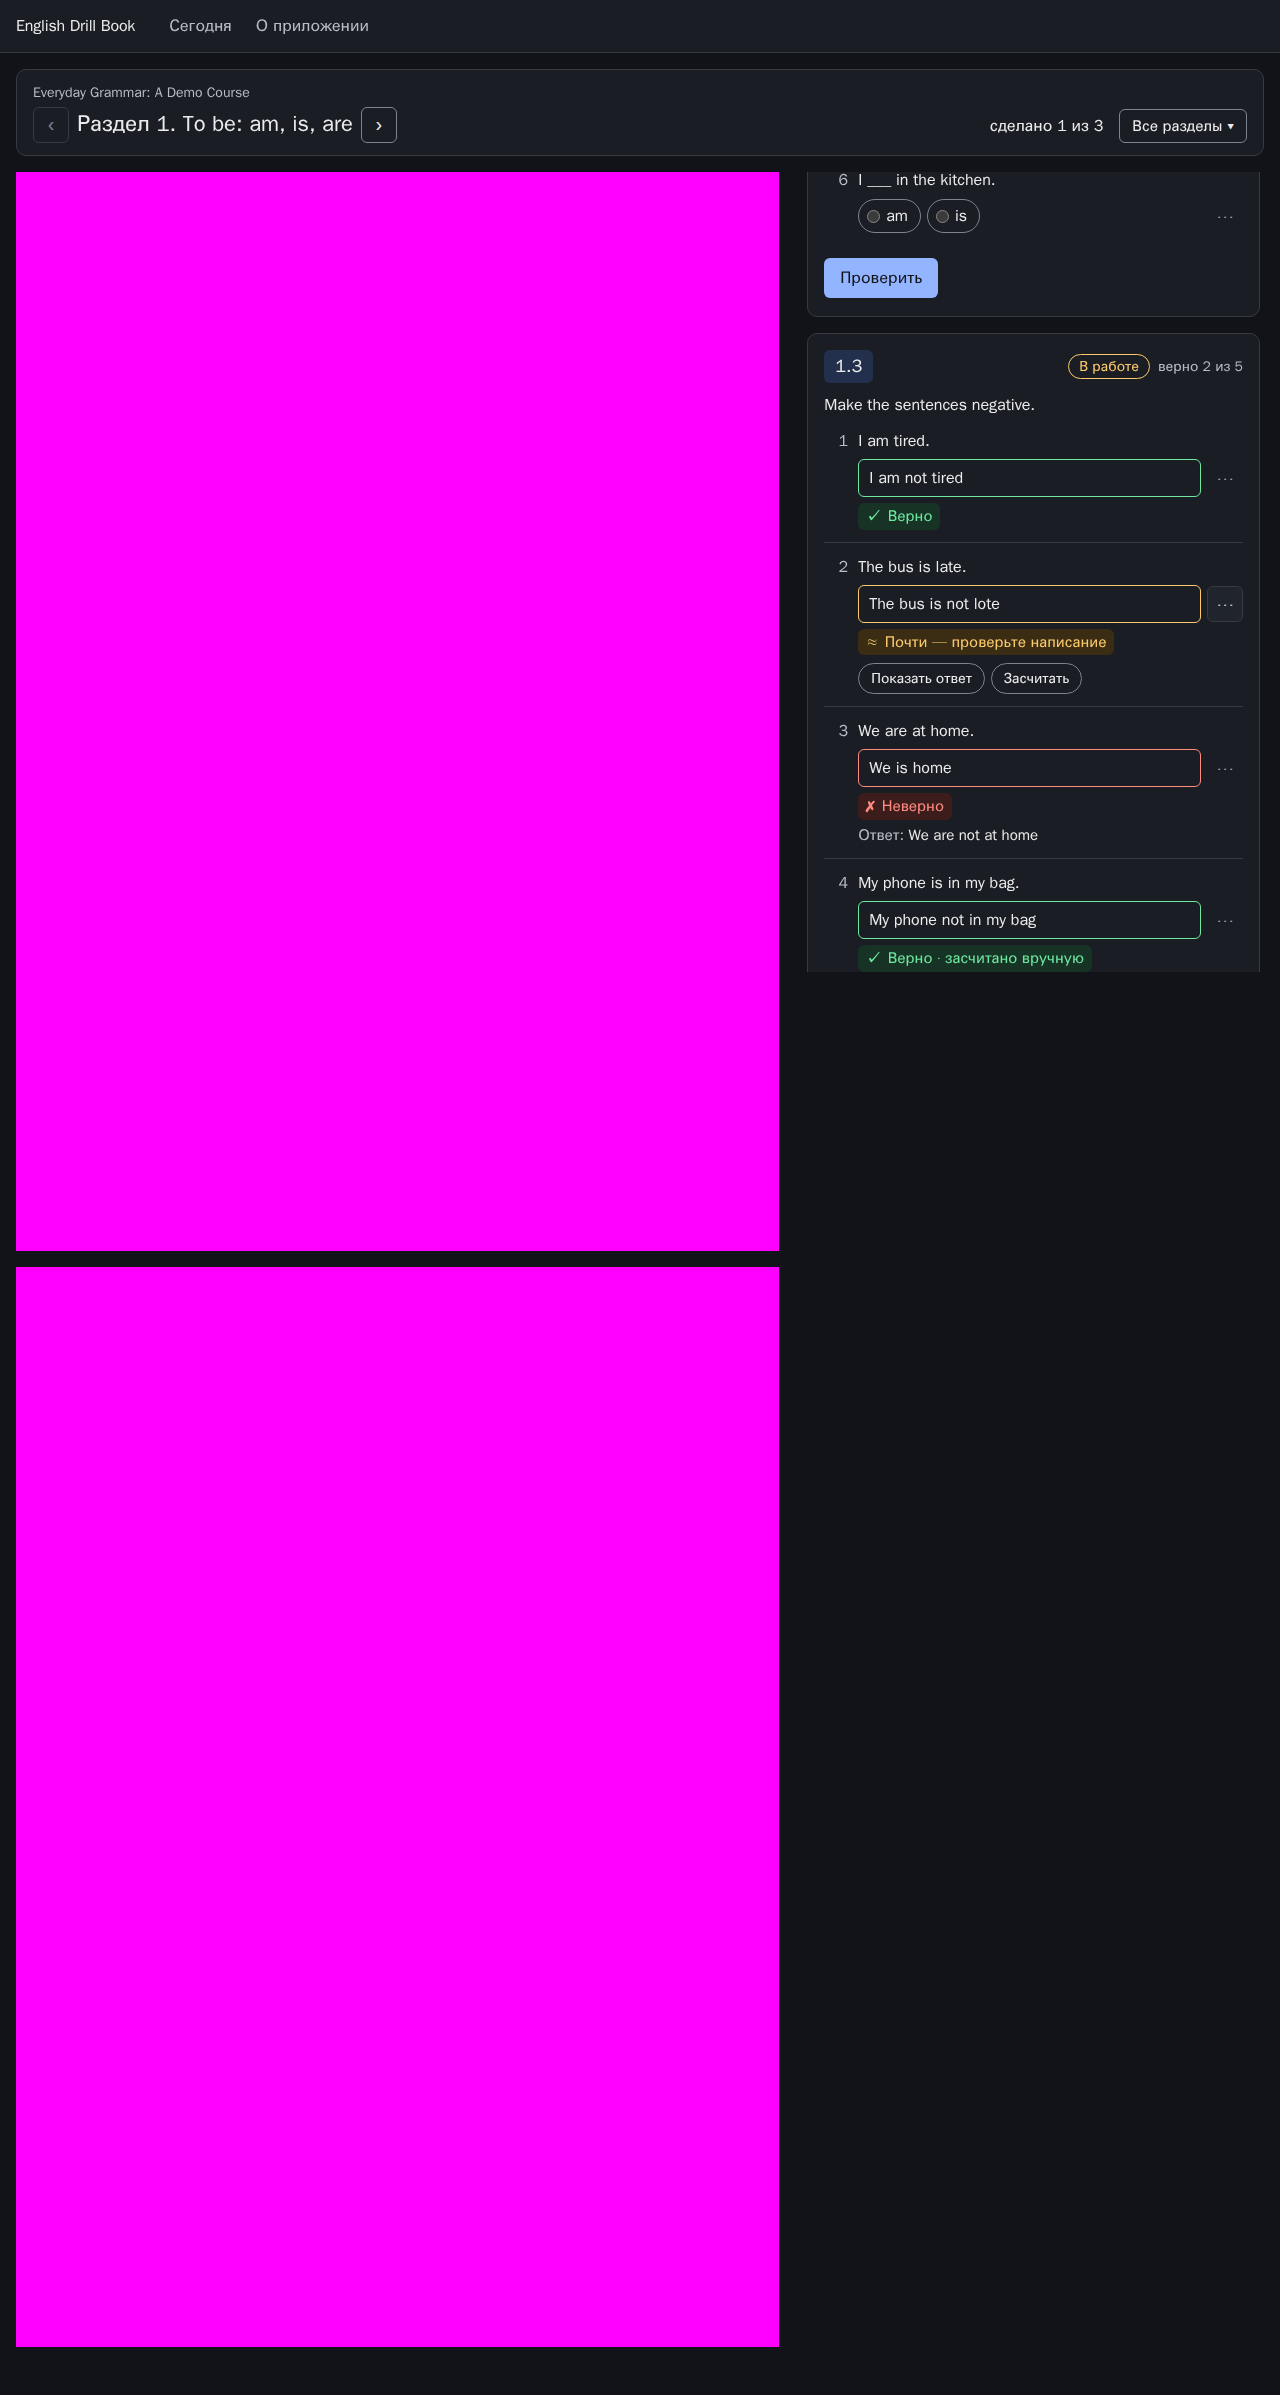 English Drill Book Сегодня О приложении
Everyday Grammar: A Demo Course
‹ Раздел 1. To be: am, is, are › сделано 1 из 3 Все разделы ▾
6 I ___ in the kitchen.
am is ...
Проверить
1.3 В работе верно 2 из 5
Make the sentences negative.
1 I am tired.
I am not tired ...
✓ Верно
2 The bus is late.
The bus is not lote ...
≈ Почти — проверьте написание
Показать ответ Засчитать
3 We are at home.
We is home ...
✗ Неверно
Ответ: We are not at home
4 My phone is in my bag.
My phone not in my bag ...
✓ Верно · засчитано вручную